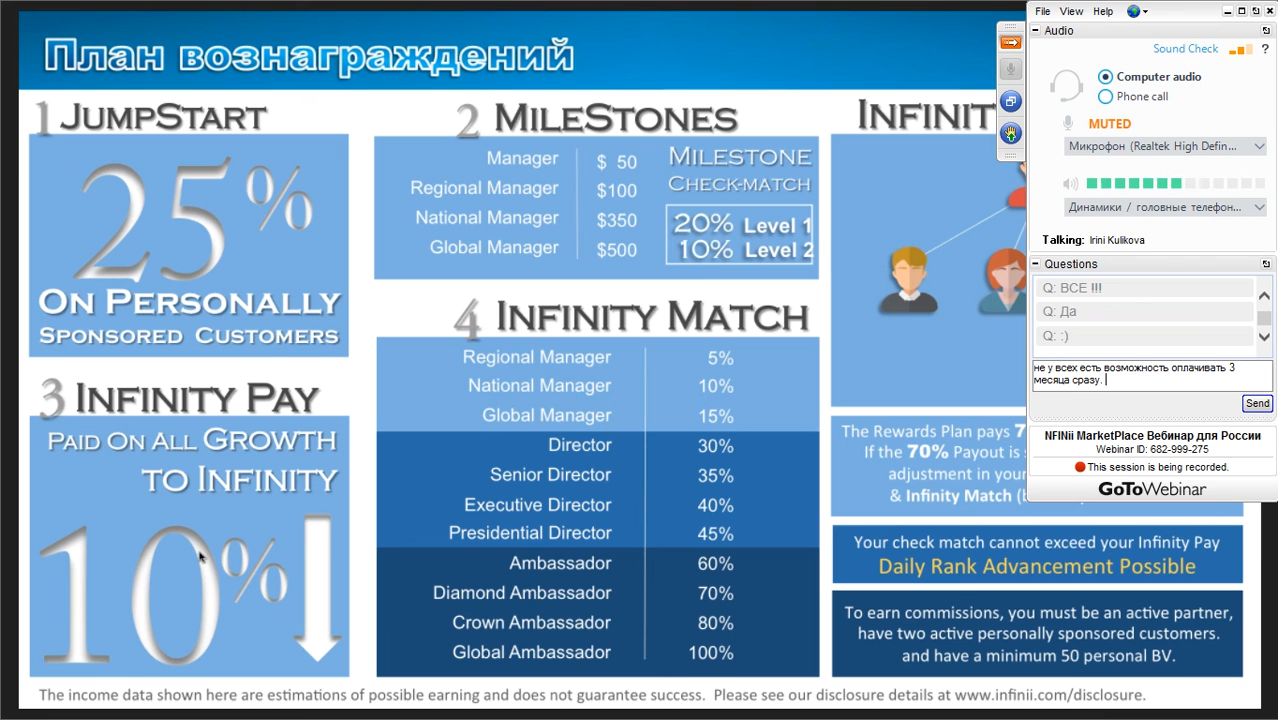 План вознаграждений
1 JUMPSTART
25%
ON PERSONALLY
SPONSORED CUSTOMERS
2 MILESTONES
Manager $ 50
Regional Manager $100
National Manager $350
Global Manager $500
MILESTONE
CHECK-MATCH
20% Level 1
10% Level 2
3 INFINITY PAY
PAID ON ALL GROWTH
TO INFINITY
10%
4 INFINITY MATCH
Regional Manager 5%
National Manager 10%
Global Manager 15%
Director 30%
Senior Director 35%
Executive Director 40%
Presidential Director 45%
Ambassador 60%
Diamond Ambassador 70%
Crown Ambassador 80%
Global Ambassador 100%
INFINIT
The Rewards Plan pays 7
If the 70% Payout is
adjustment in your
& Infinity Match
Your check match cannot exceed your Infinity Pay
Daily Rank Advancement Possible
To earn commissions, you must be an active partner,
have two active personally sponsored customers.
and have a minimum 50 personal BV.
The income data shown here are estimations of possible earning and does not guarantee success. Please see our disclosure details at www.infinii.com/disclosure.
File View Help
Audio
Sound Check ?
Computer audio
Phone call
MUTED
Микрофон (Realtek High Defin...
Динамики / головные телефон...
Talking: Irini Kulikova
Questions
Q: ВСЕ !!!
Q: Да
Q: :)
не у всех есть возможность оплачивать 3
месяца сразу.
Send
NFINii MarketPlace Вебинар для России
Webinar ID: 682-999-275
This session is being recorded.
GoToWebinar